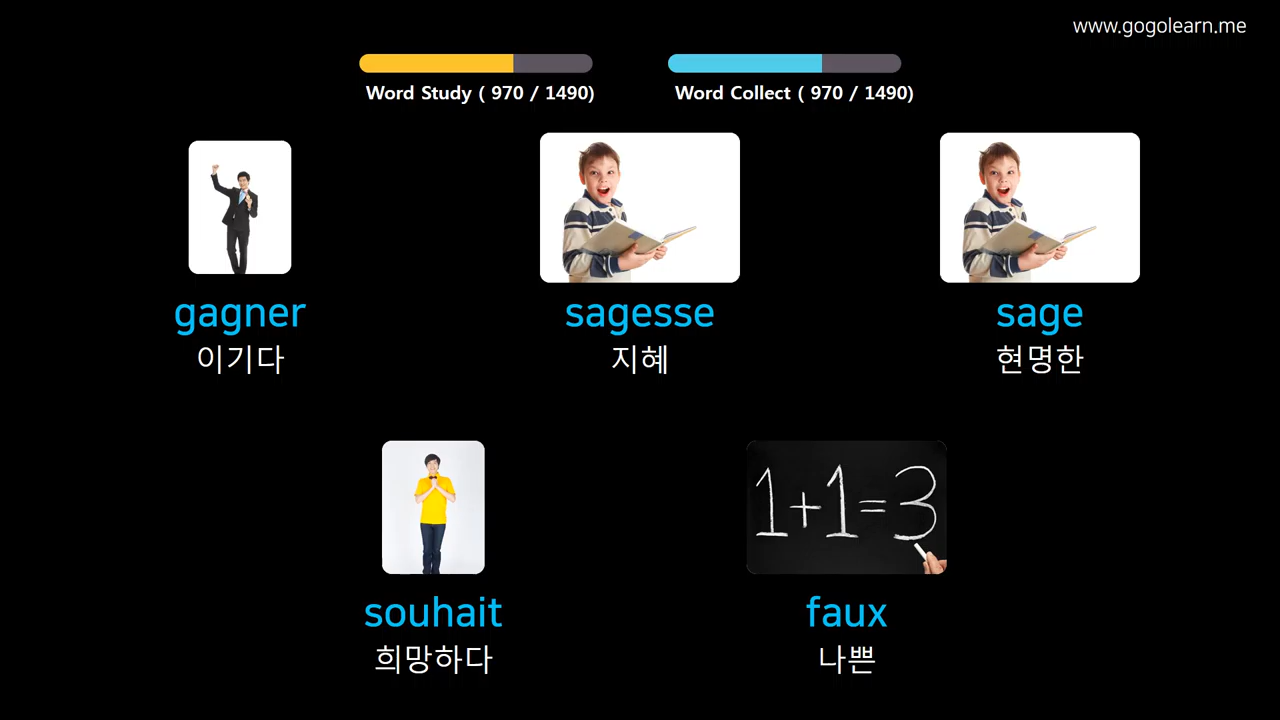 www.gogolearn.me
Word Study ( 970 / 1490)
Word Collect ( 970 / 1490)
gagner
이기다
sagesse
지혜
sage
현명한
souhait
희망하다
1+1=3
faux
나쁜